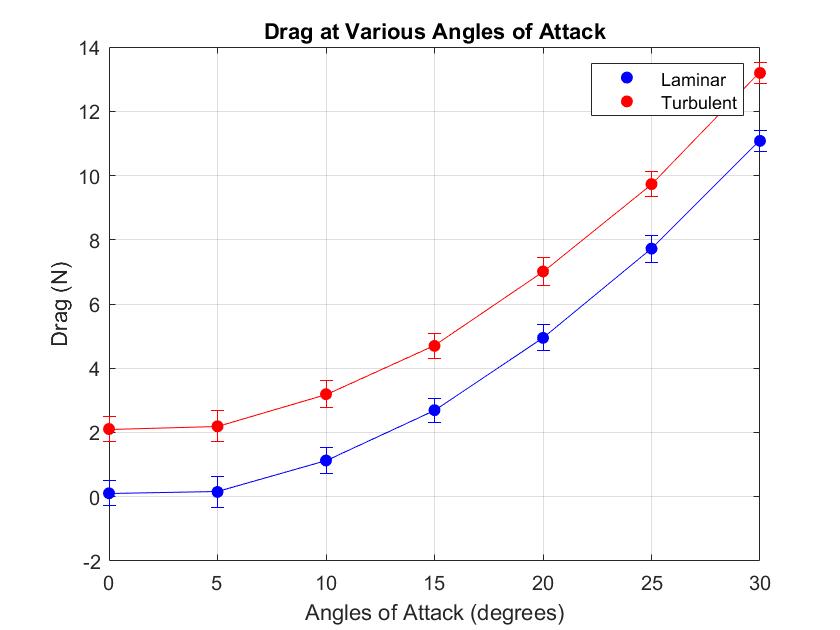 Drag at Various Angles of Attack
Laminar
Turbulent
14
12
10
8
6
4
2
0
-2
Drag (N)
0 5 10 15 20 25 30
Angles of Attack (degrees)